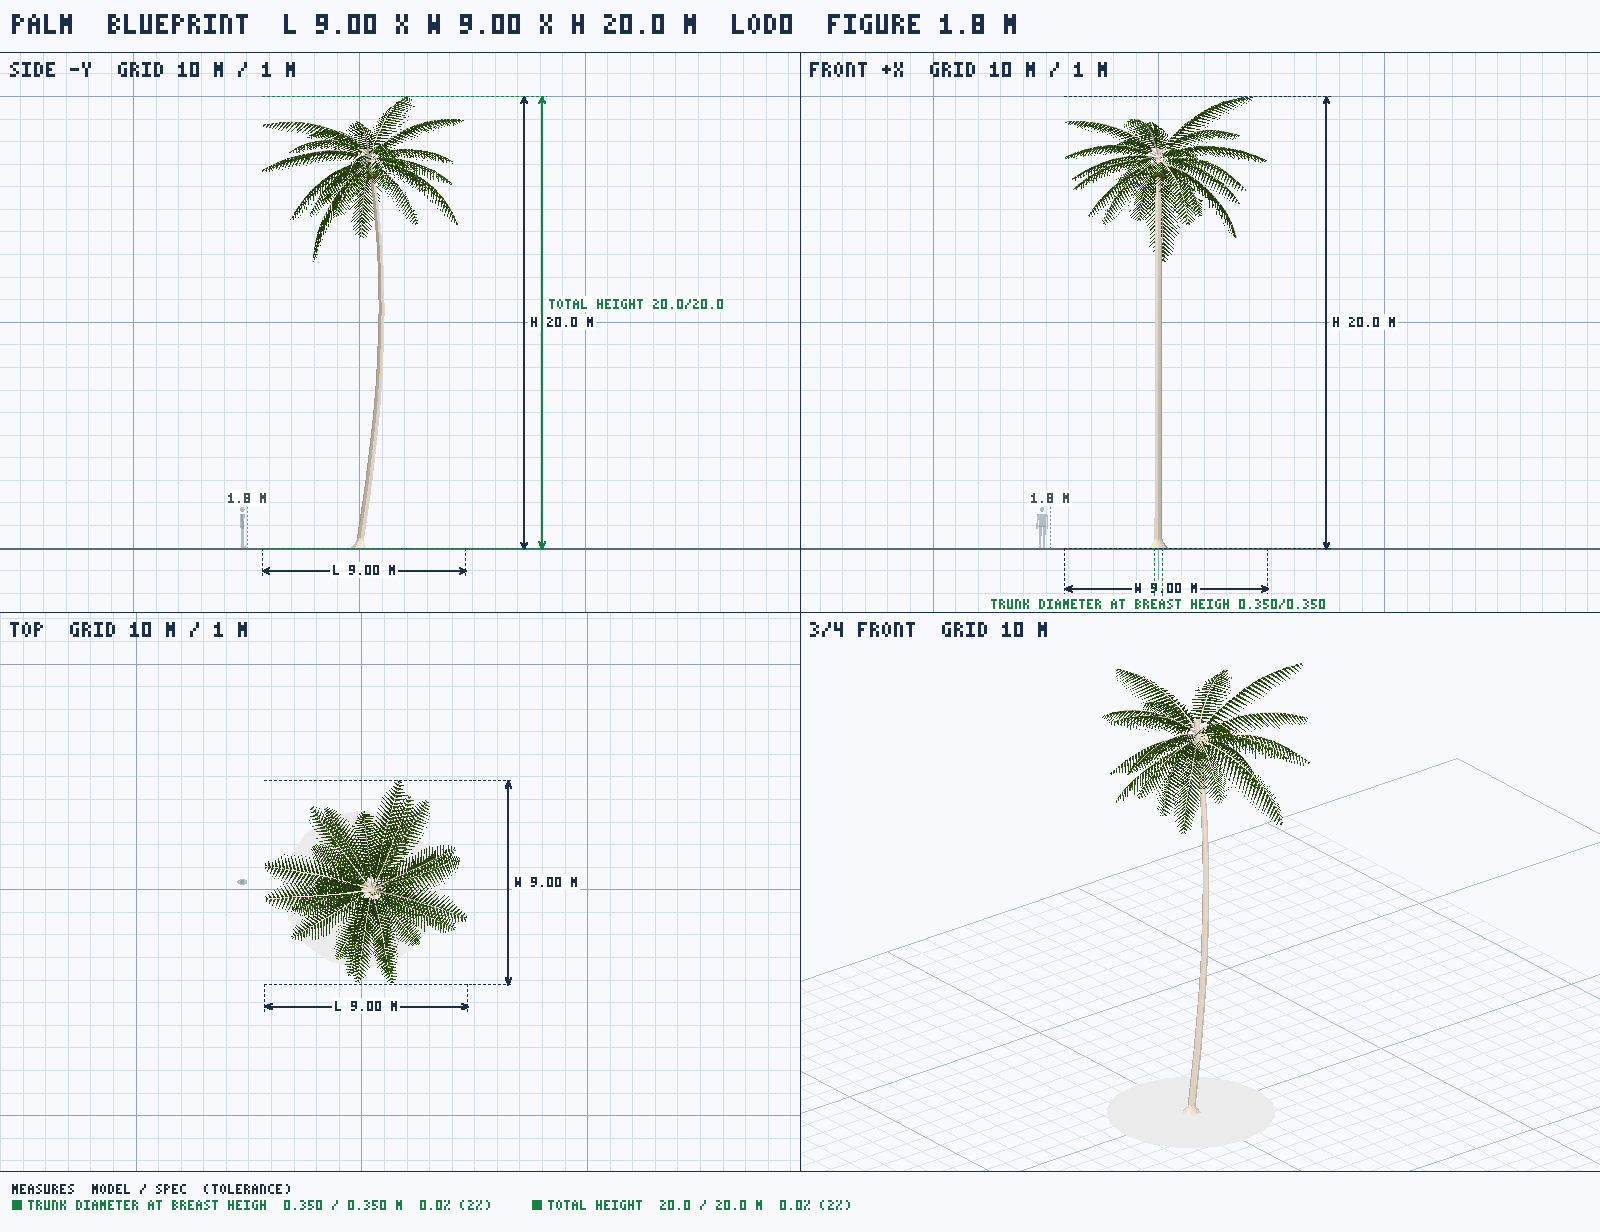 PALM BLUEPRINT L 9.00 X W 9.00 X H 20.0 M LOD0 FIGURE 1.8 M
SIDE -Y GRID 10 M / 1 M
FRONT +X GRID 10 M / 1 M
TOTAL HEIGHT 20.0/20.0
H 20.0 M
H 20.0 M
1.8 M
1.8 M
L 9.00 M
W 9.00 M
TRUNK DIAMETER AT BREAST HEIGH 0.350/0.350
TOP GRID 10 M / 1 M
3/4 FRONT GRID 10 M
W 9.00 M
L 9.00 M
MEASURES MODEL / SPEC (TOLERANCE)
TRUNK DIAMETER AT BREAST HEIGH 0.350 / 0.350 M 0.0% (2%)
TOTAL HEIGHT 20.0 / 20.0 M 0.0% (2%)